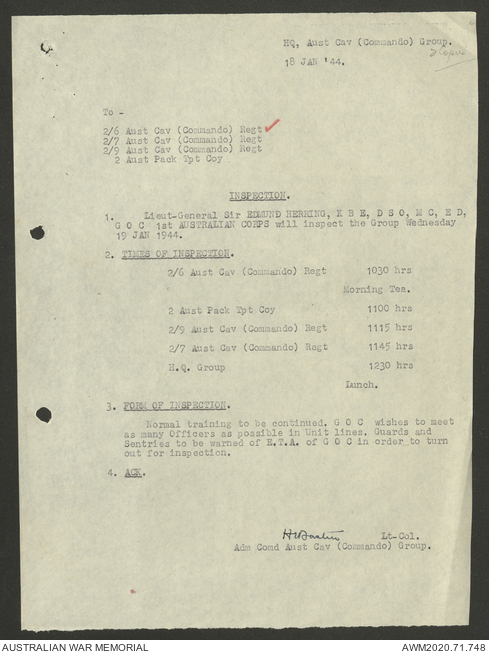 HQ, Aust Cav (Commando) Group.
18 JAN '44.
To -
2/6 Aust Cav (Commando) Regt
2/7 Aust Cav (Commando) Regt
2/9 Aust Cav (Commando) Regt
2 Aust Pack Tpt Coy
INSPECTION.
1. Lieut-General Sir EDMUND HERRING, K B E, D S O, M C, E D,
G O C 1st AUSTRALIAN CORPS will inspect the Group Wednesday
19 JAN 1944.
2. TIMES OF INSPECTION.
2/6 Aust Cav (Commando) Regt 1030 hrs
Morning Tea.
2 Aust Pack Tpt Coy 1100 hrs
2/9 Aust Cav (Commando) Regt 1115 hrs
2/7 Aust Cav (Commando) Regt 1145 hrs
H.Q. Group 1230 hrs
Lunch.
3. FORM OF INSPECTION.
Normal training to be continued. G O C wishes to meet
as many Officers as possible in Unit lines. Guards and
Sentries to be warned of E.T.A. of G O C in order to turn
out for inspection.
4. ACK.
Lt-Col.
Adm Comd Aust Cav (Commando) Group.
AUSTRALIAN WAR MEMORIAL
AWM2020.71.748